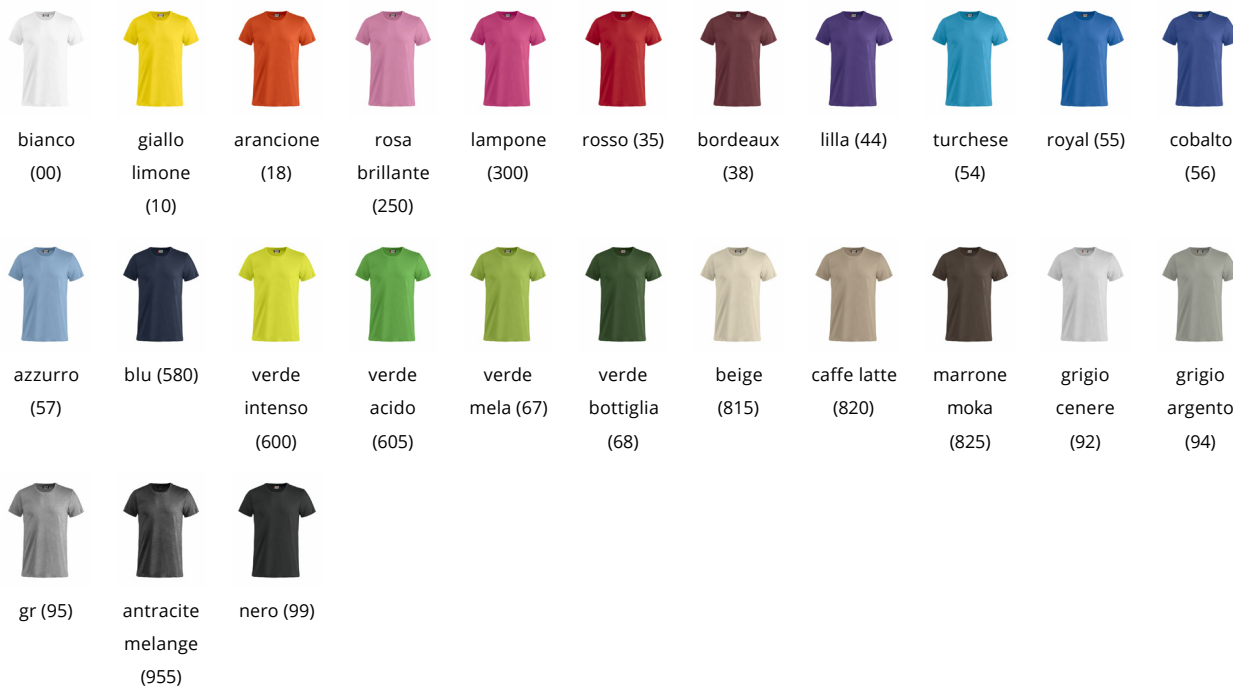 bianco
(00)
giallo
limone
(10)
arancione
(18)
rosa
brillante
(250)
lampone
(300)
rosso (35)
bordeaux
(38)
lilla (44)
turchese
(54)
royal (55)
cobalto
(56)
azzurro
(57)
blu (580)
verde
intenso
(600)
verde
acido
(605)
verde
mela (67)
verde
bottiglia
(68)
beige
(815)
caffe latte
(820)
marrone
moka
(825)
grigio
cenere
(92)
grigio
argento
(94)
gr (95)
antracite
melange
(955)
nero (99)